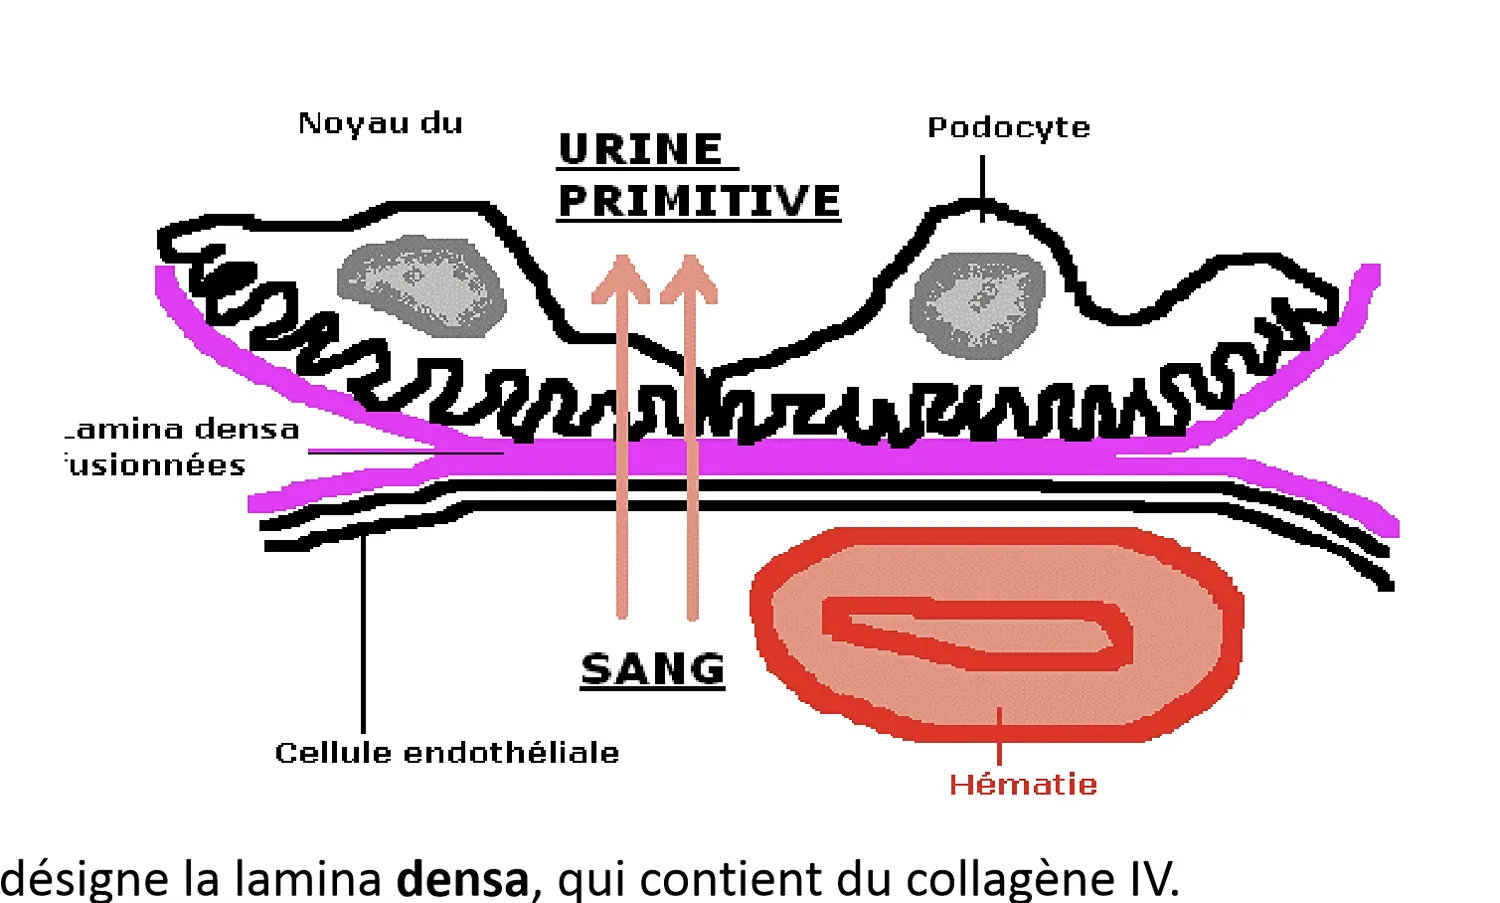 Noyau du
Podocyte
URINE
PRIMITIVE
amina densa
usionnées
SANG
Cellule endothéliale
Hématie
désigne la lamina densa, qui contient du collagène IV.